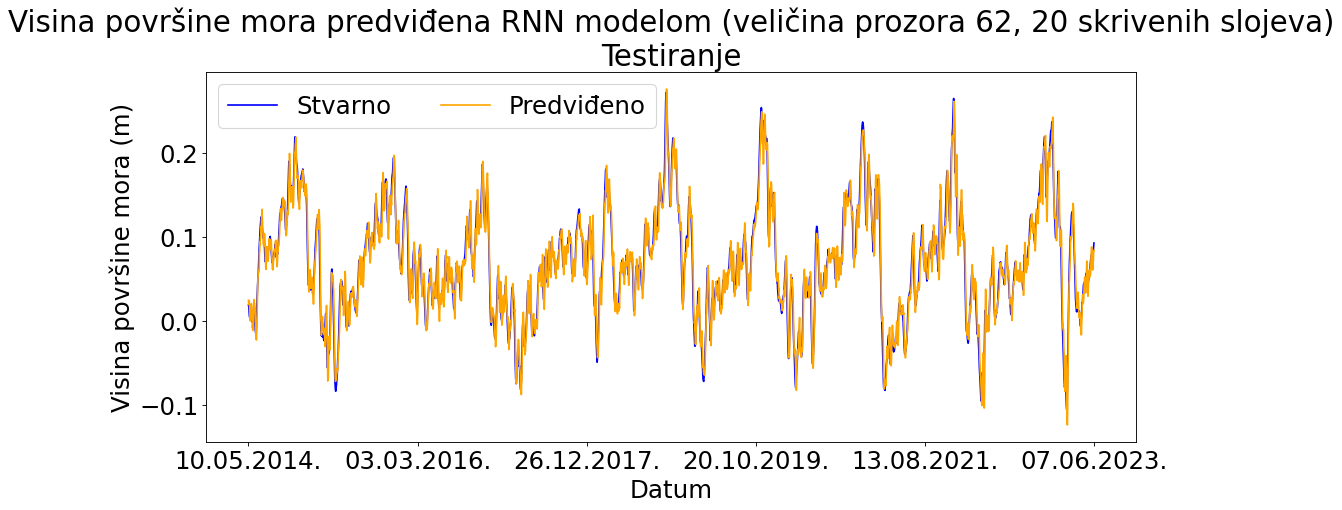 Visina površine mora predviđena RNN modelom (veličina prozora 62, 20 skrivenih slojeva)
Testiranje
Stvarno
Predviđeno
Visina površine mora (m)
0.2
0.1
0.0
−0.1
10.05.2014.
03.03.2016.
26.12.2017.
20.10.2019.
13.08.2021.
07.06.2023.
Datum